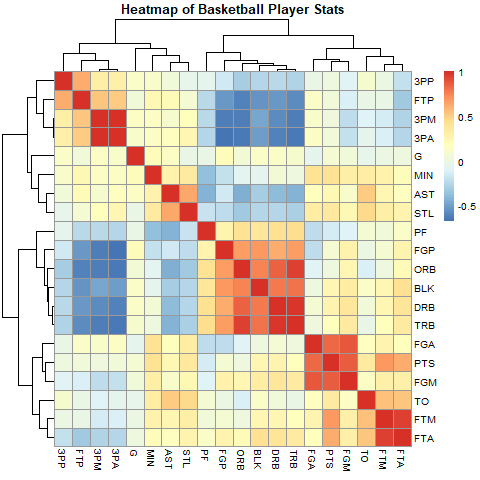 Heatmap of Basketball Player Stats
3PP
FTP
3PM
3PA
G
MIN
AST
STL
PF
FGP
ORB
BLK
DRB
TRB
FGA
PTS
FGM
TO
FTM
FTA
1
0.5
0
-0.5
3PP
FTP
3PM
3PA
G
MIN
AST
STL
PF
FGP
ORB
BLK
DRB
TRB
FGA
PTS
FGM
TO
FTM
FTA